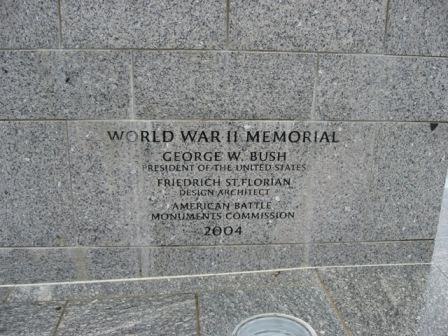 WORLD WAR II MEMORIAL
GEORGE W. BUSH
PRESIDENT OF THE UNITED STATES
FRIEDRICH ST.FLORIAN
DESIGN ARCHITECT
AMERICAN BATTLE
MONUMENTS COMMISSION
2004